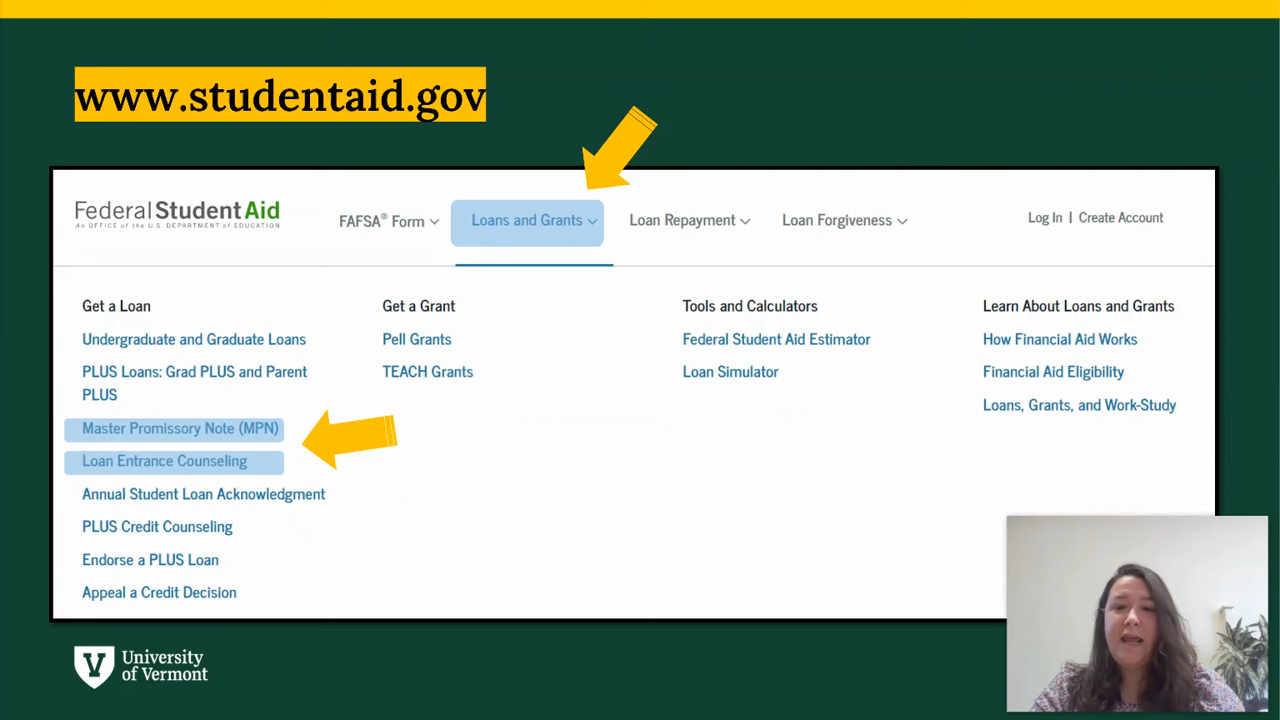 www.studentaid.gov
Federal Student Aid
An OFFICE of the U.S. DEPARTMENT of EDUCATION
FAFSA® Form
Loans and Grants
Loan Repayment
Loan Forgiveness
Log In | Create Account
Get a Loan
Undergraduate and Graduate Loans
PLUS Loans: Grad PLUS and Parent
PLUS
Master Promissory Note (MPN)
Loan Entrance Counseling
Annual Student Loan Acknowledgment
PLUS Credit Counseling
Endorse a PLUS Loan
Appeal a Credit Decision
Get a Grant
Pell Grants
TEACH Grants
Tools and Calculators
Federal Student Aid Estimator
Loan Simulator
Learn About Loans and Grants
How Financial Aid Works
Financial Aid Eligibility
Loans, Grants, and Work-Study
V
University
of Vermont